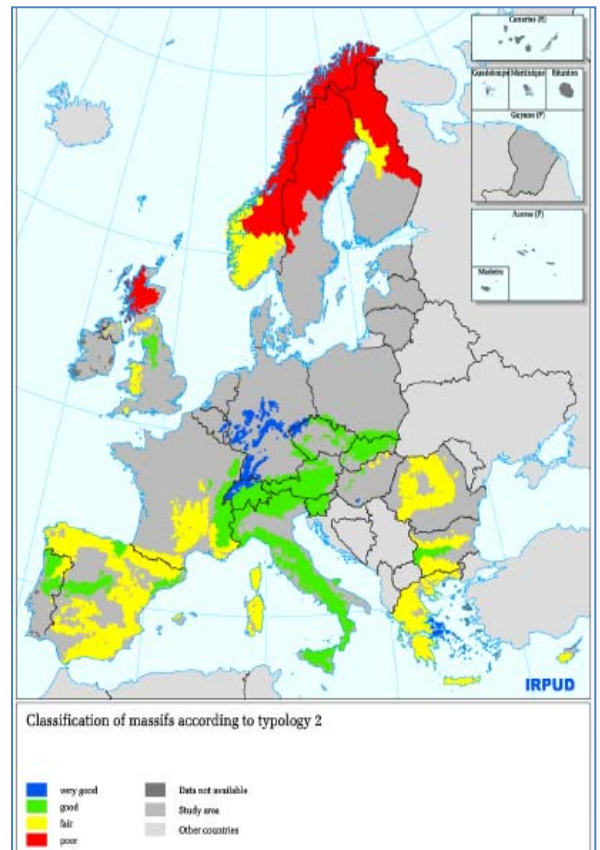 Canarias (E)
Guadeloupe Martinique Réunion
Guyane (F)
Azores (P)
Madeira
IRPUD
Classification of massifs according to typology 2
very good
good
fair
poor
Data not available
Study area
Other countries